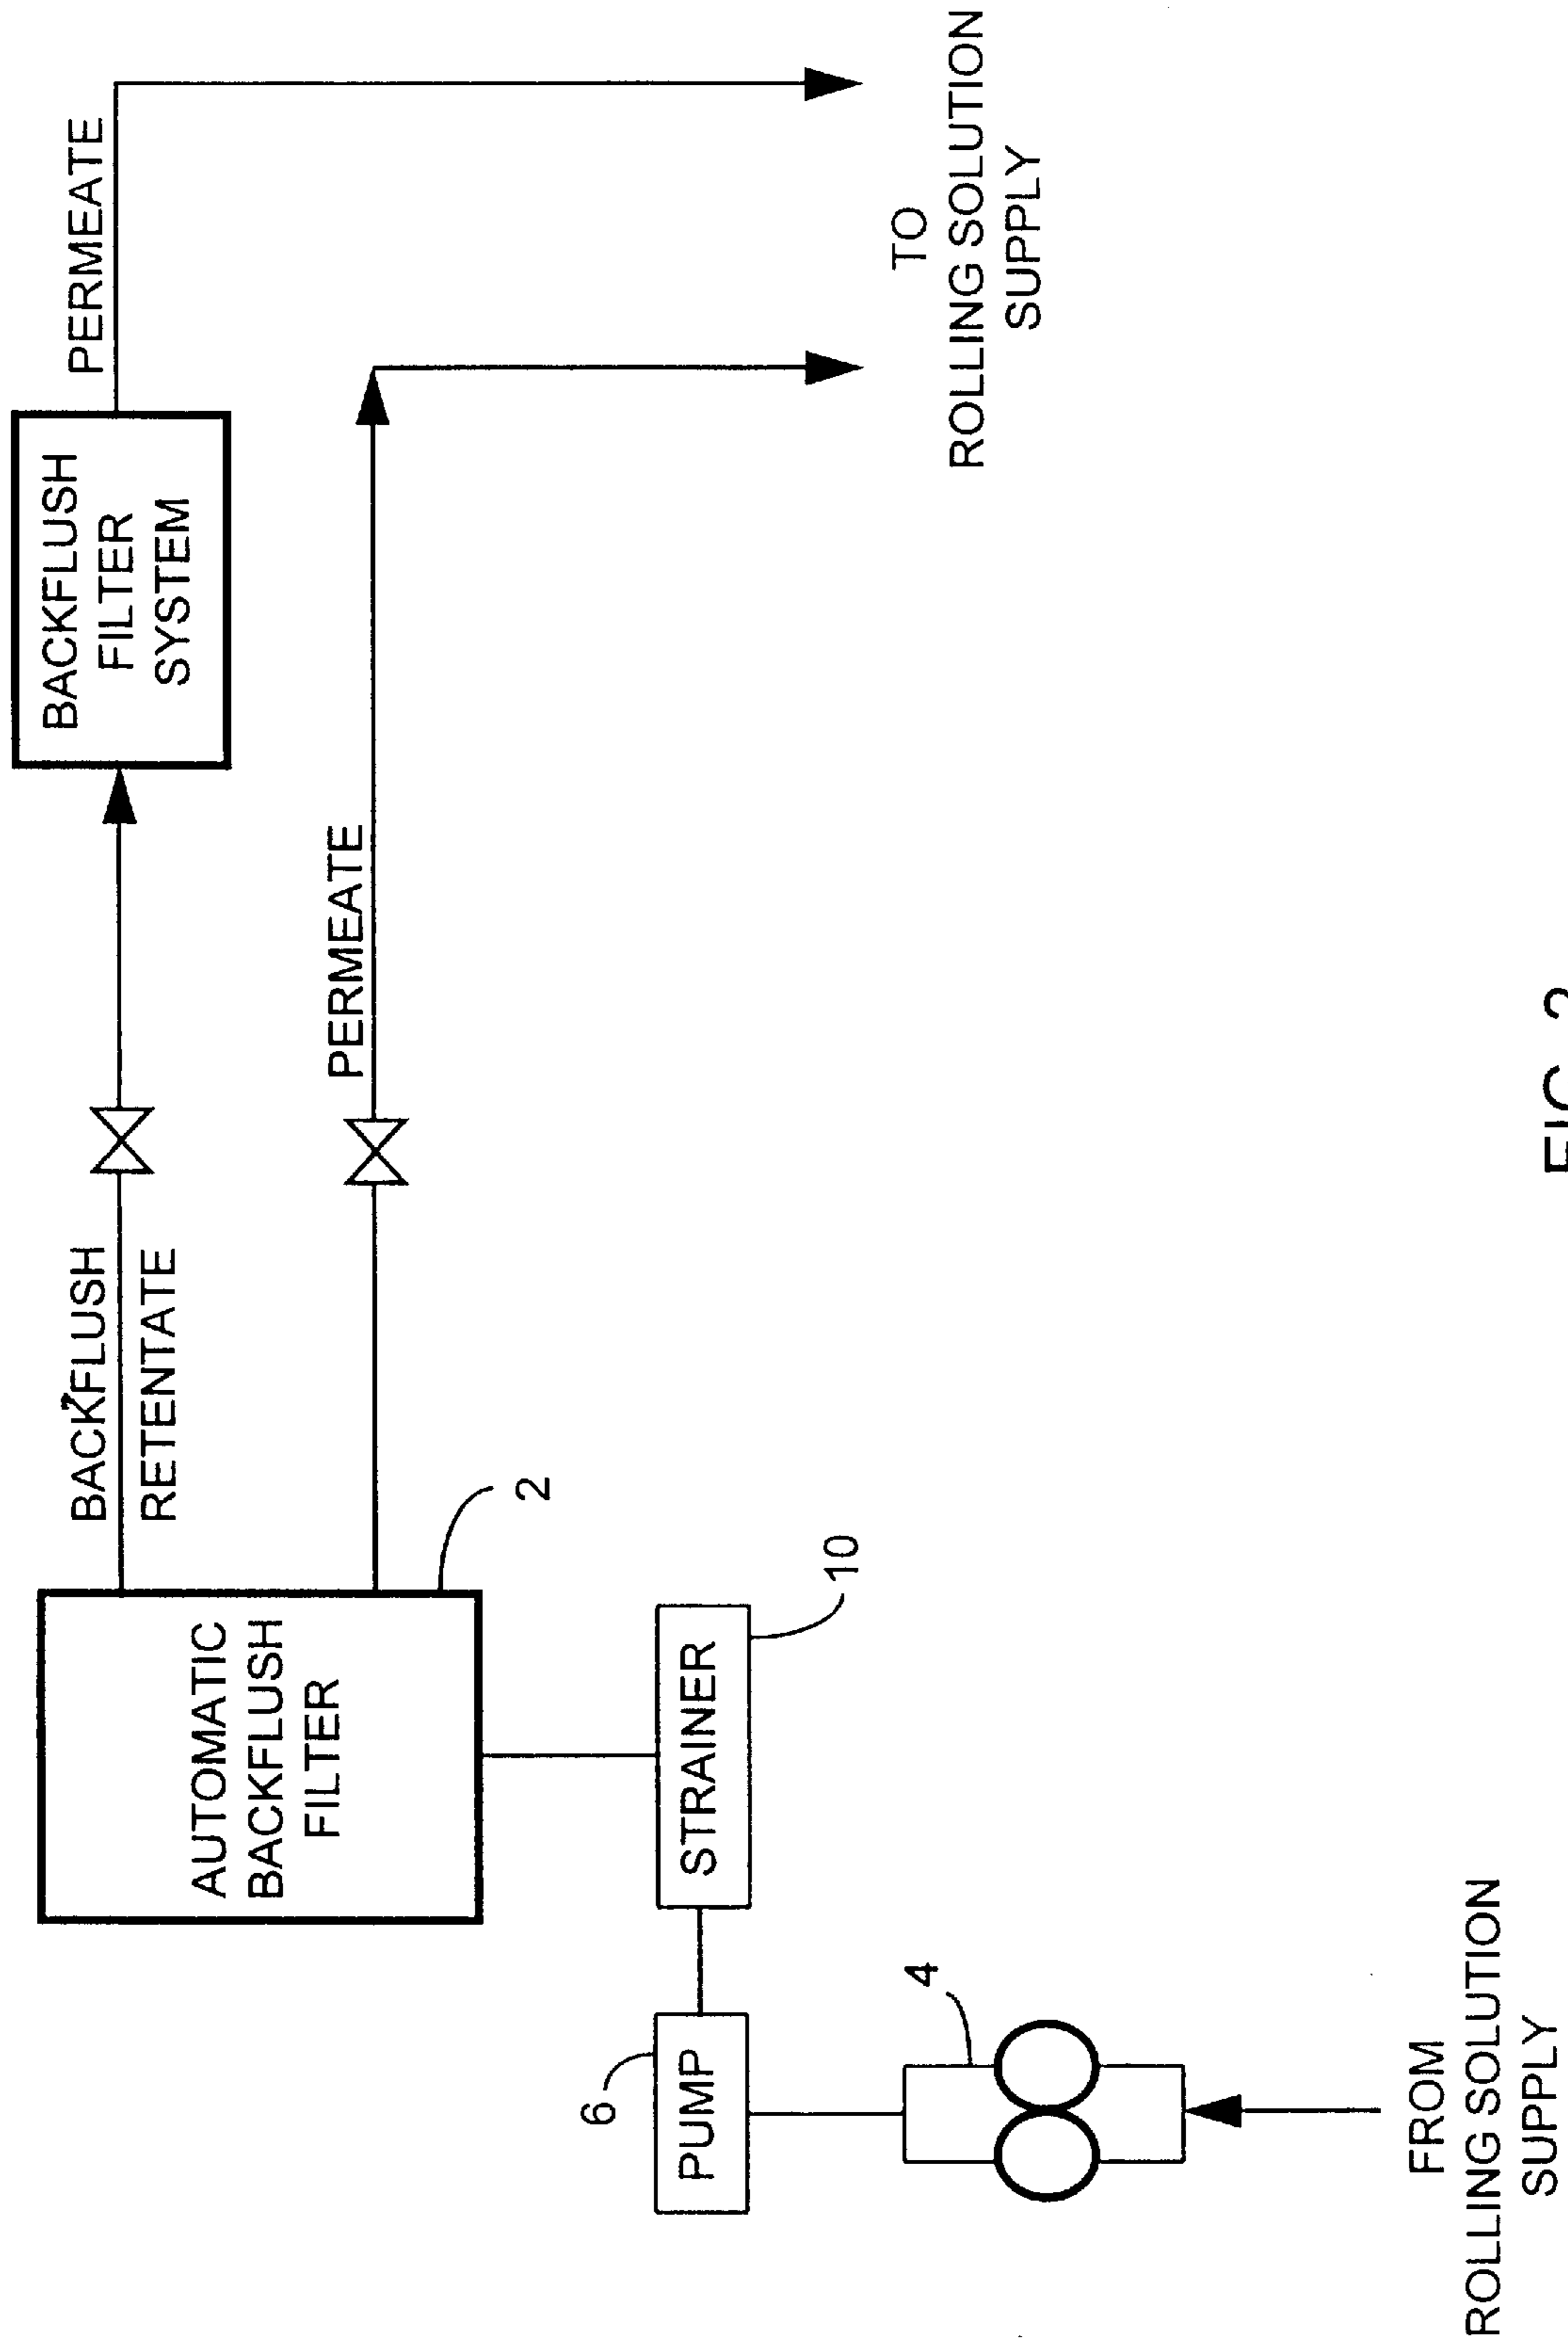 BACKFLUSH
RETENTATE
BACKFLUSH
FILTER
SYSTEM
PERMEATE
AUTOMATIC
BACKFLUSH
FILTER
PERMEATE
2
STRAINER
10
6
PUMP
4
TO
ROLLING SOLUTION
SUPPLY
FROM
ROLLING SOLUTION
SUPPLY